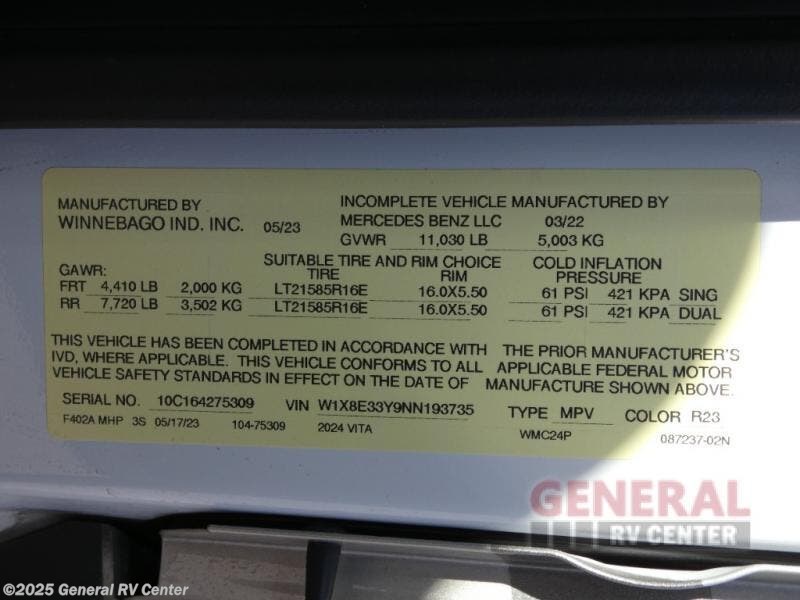 MANUFACTURED BY
WINNEBAGO IND. INC. 05/23
INCOMPLETE VEHICLE MANUFACTURED BY
MERCEDES BENZ LLC 03/22
GVWR 11,030 LB 5,003 KG
GAWR: SUITABLE TIRE AND RIM CHOICE COLD INFLATION
TIRE RIM PRESSURE
FRT 4,410 LB 2,000 KG LT21585R16E 16.0X5.50 61 PSI 421 KPA SING
RR 7,720 LB 3,502 KG LT21585R16E 16.0X5.50 61 PSI 421 KPA DUAL
THIS VEHICLE HAS BEEN COMPLETED IN ACCORDANCE WITH THE PRIOR MANUFACTURER'S
IVD, WHERE APPLICABLE. THIS VEHICLE CONFORMS TO ALL APPLICABLE FEDERAL MOTOR
VEHICLE SAFETY STANDARDS IN EFFECT ON THE DATE OF MANUFACTURE SHOWN ABOVE.
SERIAL NO. 10C164275309 VIN W1X8E33Y9NN193735 TYPE MPV COLOR R23
F402A MHP 3S 05/17/23 104-75309 2024 VITA WMC24P 087237-02N
GENERAL
RV CENTER
©2025 General RV Center